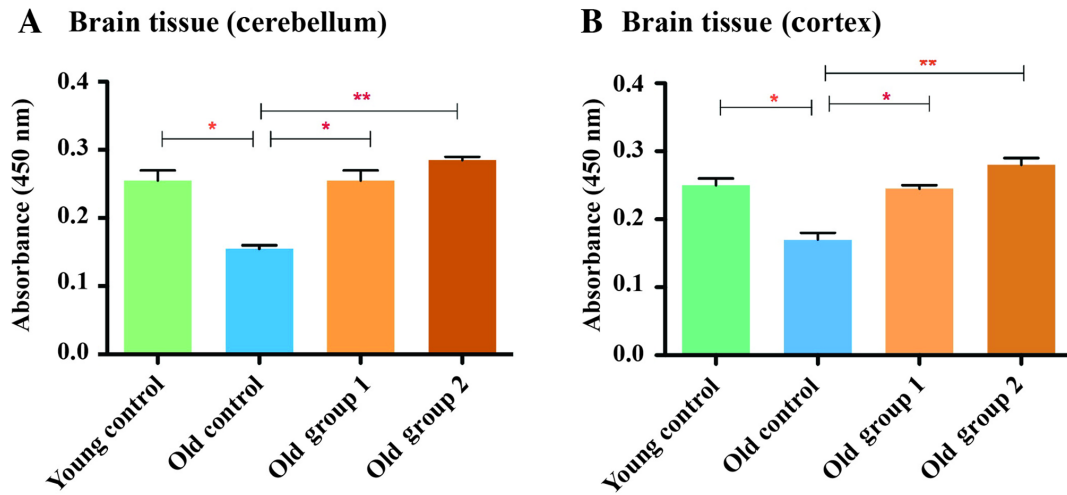 A Brain tissue (cerebellum)
Absorbance (450 nm)
0.4
0.3
0.2
0.1
0.0
*
*
**
Young control
Old control
Old group 1
Old group 2
B Brain tissue (cortex)
Absorbance (450 nm)
0.4
0.3
0.2
0.1
0.0
*
*
**
Young control
Old control
Old group 1
Old group 2